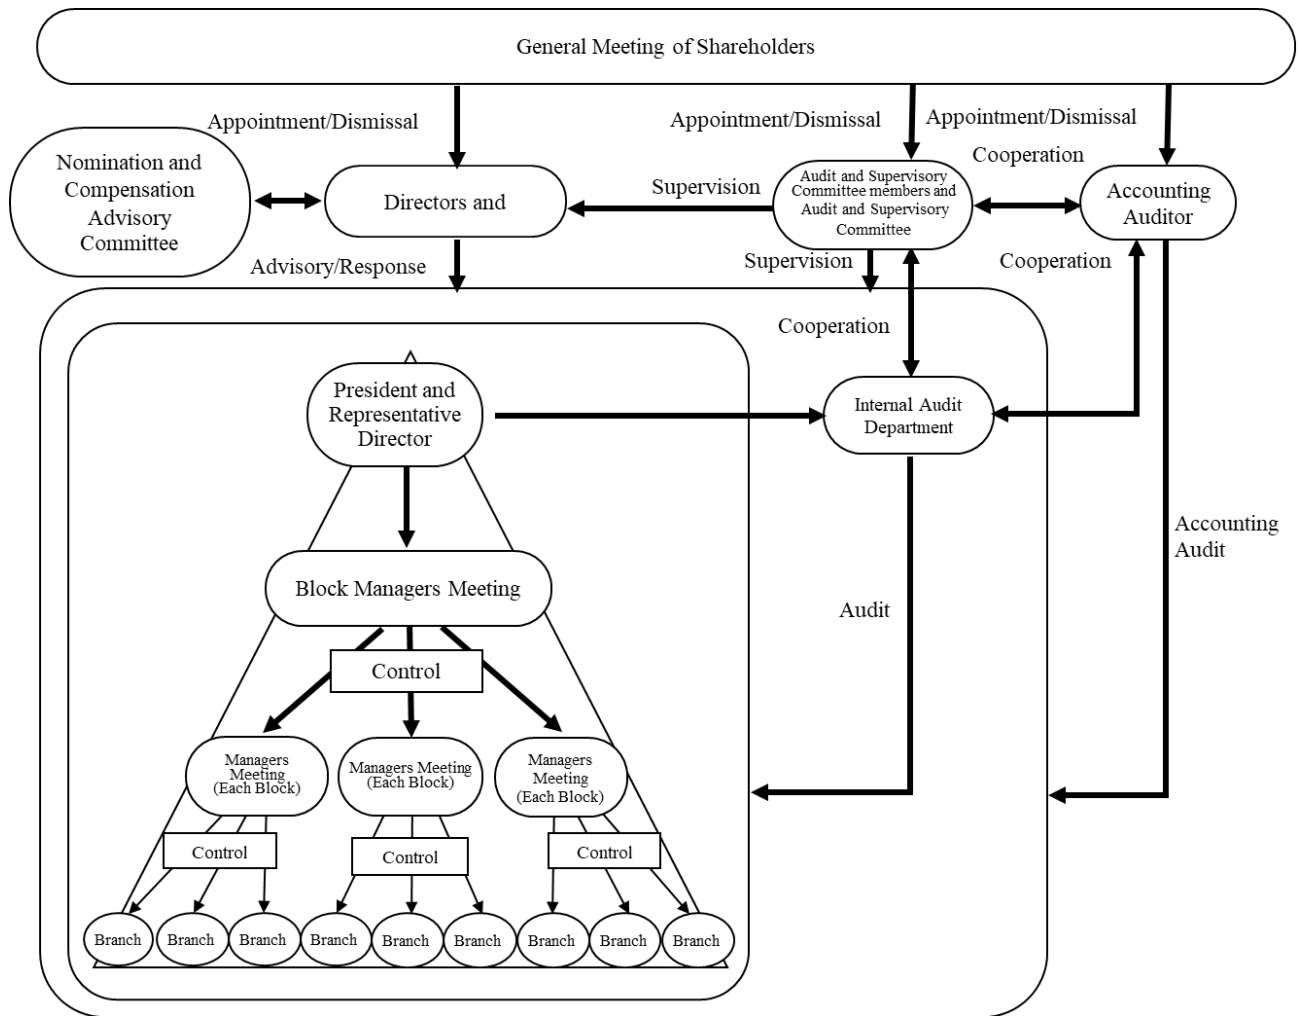 General Meeting of Shareholders
Appointment/Dismissal
Appointment/Dismissal
Appointment/Dismissal
Nomination and
Compensation
Advisory
Committee
Directors and
Supervision
Audit and Supervisory
Committee members and
Audit and Supervisory
Committee
Cooperation
Accounting
Auditor
Advisory/Response
Supervision
Cooperation
Cooperation
President and
Representative
Director
Internal Audit
Department
Accounting
Audit
Block Managers Meeting
Audit
Control
Managers
Meeting
(Each Block)
Managers Meeting
(Each Block)
Managers
Meeting
(Each Block)
Control
Control
Control
Branch
Branch
Branch
Branch
Branch
Branch
Branch
Branch
Branch